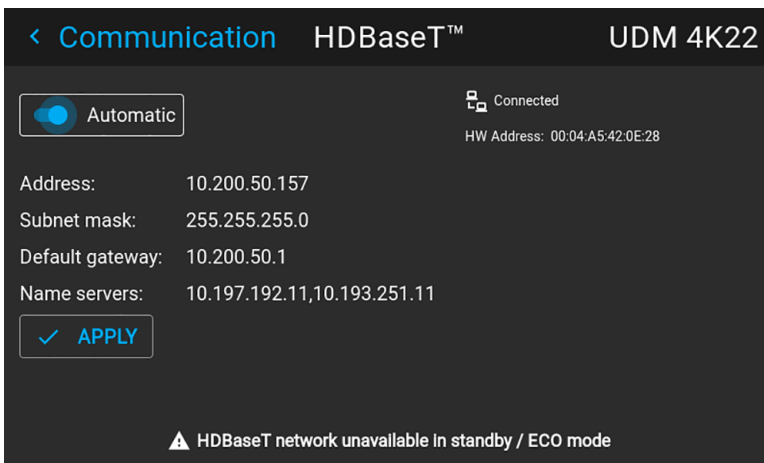 < Communication HDBaseT™ UDM 4K22
Automatic
Connected
HW Address: 00:04:A5:42:0E:28
Address: 10.200.50.157
Subnet mask: 255.255.255.0
Default gateway: 10.200.50.1
Name servers: 10.197.192.11,10.193.251.11
APPLY
HDBaseT network unavailable in standby / ECO mode